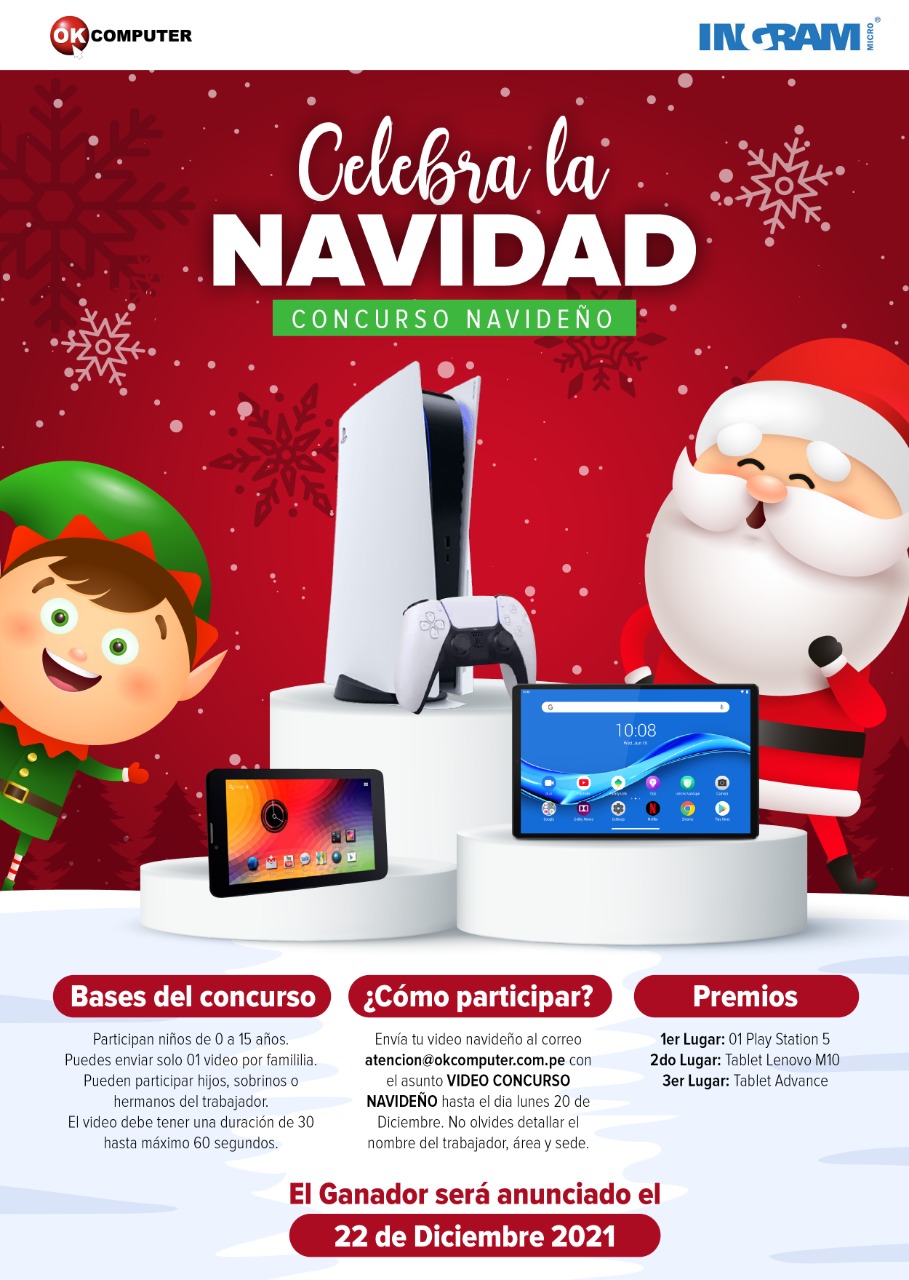 OK COMPUTER
INGRAM MICRO®
Celebra la
NAVIDAD
CONCURSO NAVIDEÑO
10:08
Bases del concurso
Participan niños de 0 a 15 años.
Puedes enviar solo 01 video por famililia.
Pueden participar hijos, sobrinos o
hermanos del trabajador.
El video debe tener una duración de 30
hasta máximo 60 segundos.
¿Cómo participar?
Envía tu video navideño al correo
atencion@okcomputer.com.pe con
el asunto VIDEO CONCURSO
NAVIDEÑO hasta el dia lunes 20 de
Diciembre. No olvides detallar el
nombre del trabajador, área y sede.
Premios
1er Lugar: 01 Play Station 5
2do Lugar: Tablet Lenovo M10
3er Lugar: Tablet Advance
El Ganador será anunciado el
22 de Diciembre 2021